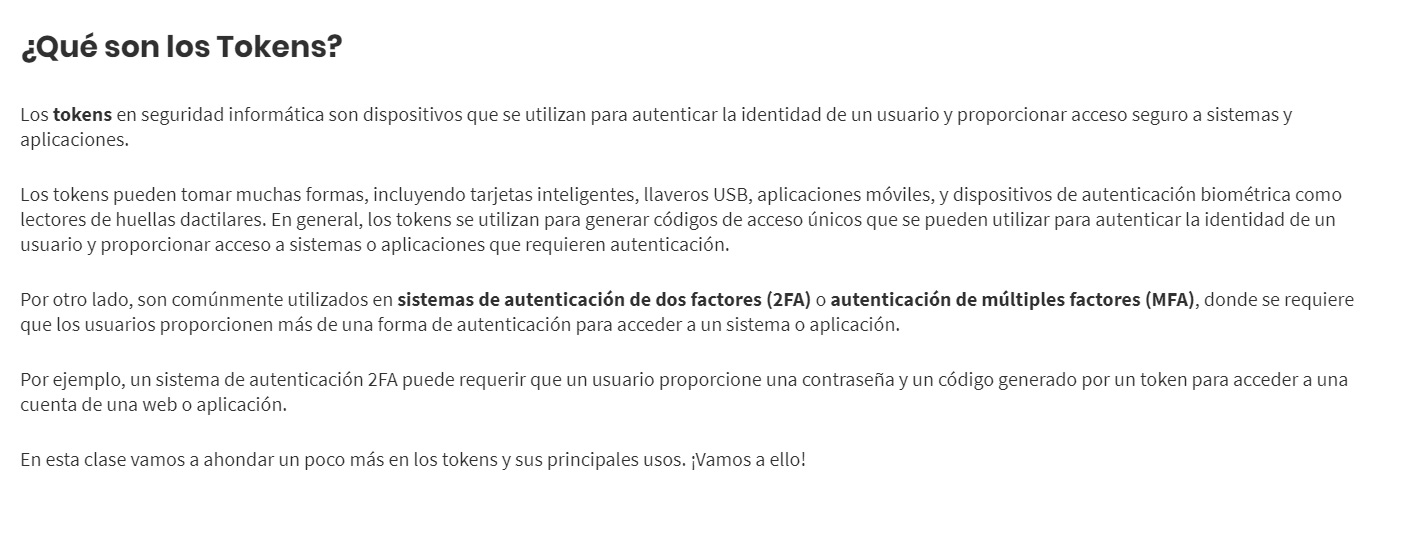 ¿Qué son los Tokens?
Los tokens en seguridad informática son dispositivos que se utilizan para autenticar la identidad de un usuario y proporcionar acceso seguro a sistemas y
aplicaciones.
Los tokens pueden tomar muchas formas, incluyendo tarjetas inteligentes, llaveros USB, aplicaciones móviles, y dispositivos de autenticación biométrica como
lectores de huellas dactilares. En general, los tokens se utilizan para generar códigos de acceso únicos que se pueden utilizar para autenticar la identidad de un
usuario y proporcionar acceso a sistemas o aplicaciones que requieren autenticación.
Por otro lado, son comúnmente utilizados en sistemas de autenticación de dos factores (2FA) o autenticación de múltiples factores (MFA), donde se requiere
que los usuarios proporcionen más de una forma de autenticación para acceder a un sistema o aplicación.
Por ejemplo, un sistema de autenticación 2FA puede requerir que un usuario proporcione una contraseña y un código generado por un token para acceder a una
cuenta de una web o aplicación.
En esta clase vamos a ahondar un poco más en los tokens y sus principales usos. ¡Vamos a ello!